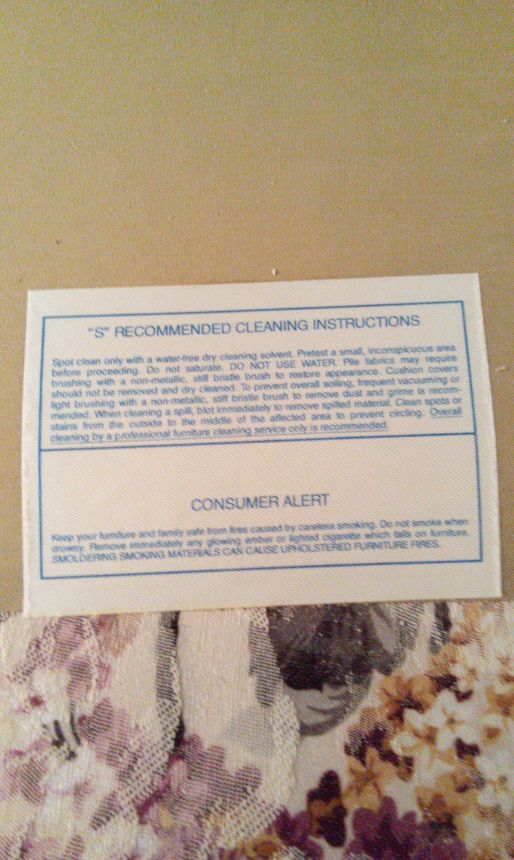 "S" RECOMMENDED CLEANING INSTRUCTIONS
Spot clean only with a water-free dry cleaning solvent. Pretest a small, inconspicuous area
before proceeding. Do not saturate. DO NOT USE WATER. Pile fabrics may require
brushing with a non-metallic, stiff bristle brush to restore appearance. Cushion covers
should not be removed and dry cleaned. To prevent overall soiling, frequent vacuuming or
light brushing with a non-metallic, stiff bristle brush to remove dust and grime is recom-
mended. When cleaning a spill, blot immediately to remove spilled material. Clean spots or
stains from the outside to the middle of the affected area to prevent circling. Overall
cleaning by a professional furniture cleaning service only is recommended.
CONSUMER ALERT
Keep your furniture and family safe from fires caused by careless smoking. Do not smoke when
drowsy. Remove immediately any glowing ember or lighted cigarette which falls on furniture.
SMOLDERING SMOKING MATERIALS CAN CAUSE UPHOLSTERED FURNITURE FIRES.